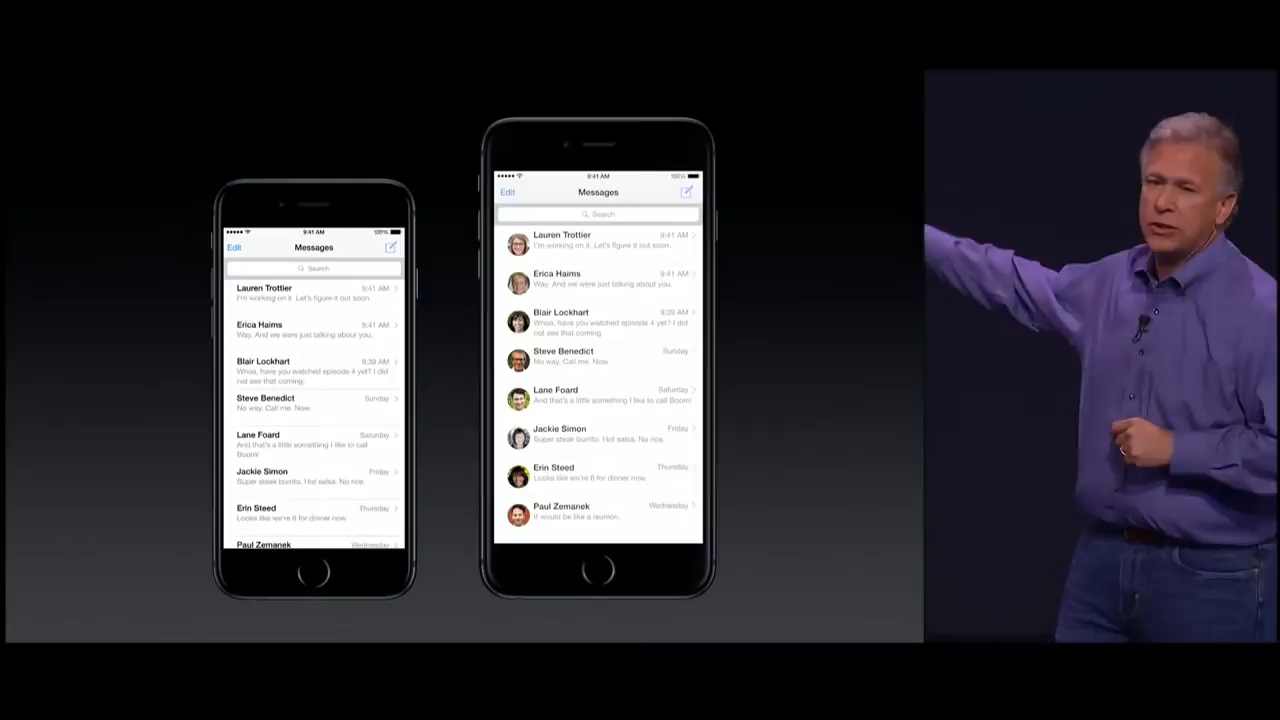 9:41 AM 100%
Edit Messages
Search
Lauren Trottier 9:41 AM
I'm working on it. Let's figure it out soon.
Erica Haims 9:41 AM
Way. And we were just talking about you.
Blair Lockhart 9:39 AM
Whoa, have you watched episode 4 yet? I did
not see that coming.
Steve Benedict Sunday
No way. Call me. Now.
Lane Foard Saturday
And that's a little something I like to call
Boom!
Jackie Simon Friday
Super steak burrito. Hot salsa. No rice.
Erin Steed Thursday
Looks like we're 8 for dinner now.
Paul Zemanek Wednesday
9:41 AM 100%
Edit Messages
Search
Lauren Trottier 9:41 AM
I'm working on it. Let's figure it out soon.
Erica Haims 9:41 AM
Way. And we were just talking about you.
Blair Lockhart 9:39 AM
Whoa, have you watched episode 4 yet? I did
not see that coming.
Steve Benedict Sunday
No way. Call me. Now.
Lane Foard Saturday
And that's a little something I like to call Boom!
Jackie Simon Friday
Super steak burrito. Hot salsa. No rice.
Erin Steed Thursday
Looks like we're 8 for dinner now.
Paul Zemanek Wednesday
It would be like a reunion.